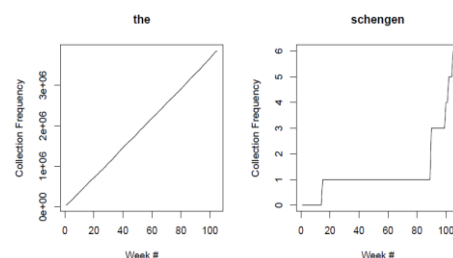 the
Collection Frequency
3e+06
2e+06
1e+06
0e+00
0 20 40 60 80 100
Week #
schengen
Collection Frequency
6
5
4
3
2
1
0
0 20 40 60 80 100
Week #